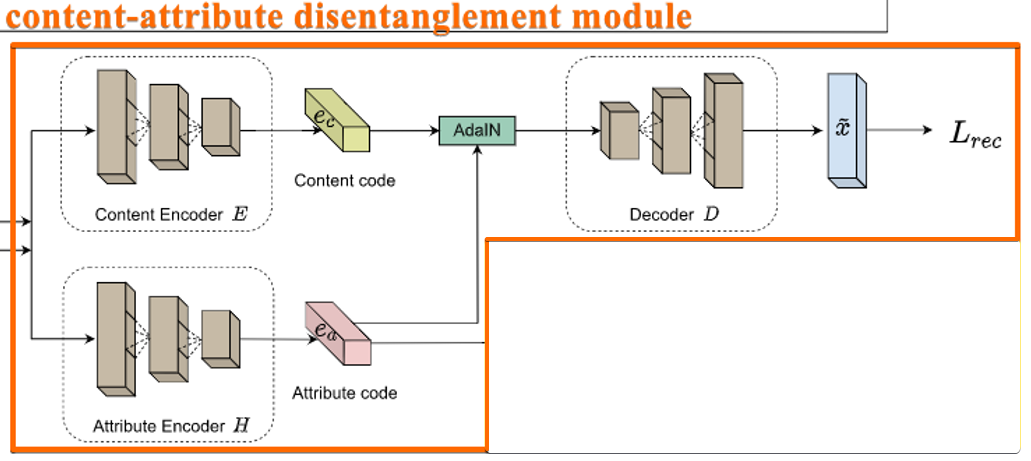 content-attribute disentanglement module
e_c
AdaIN
x̃
L_rec
Content code
Content Encoder E
Decoder D
e_a
Attribute code
Attribute Encoder H